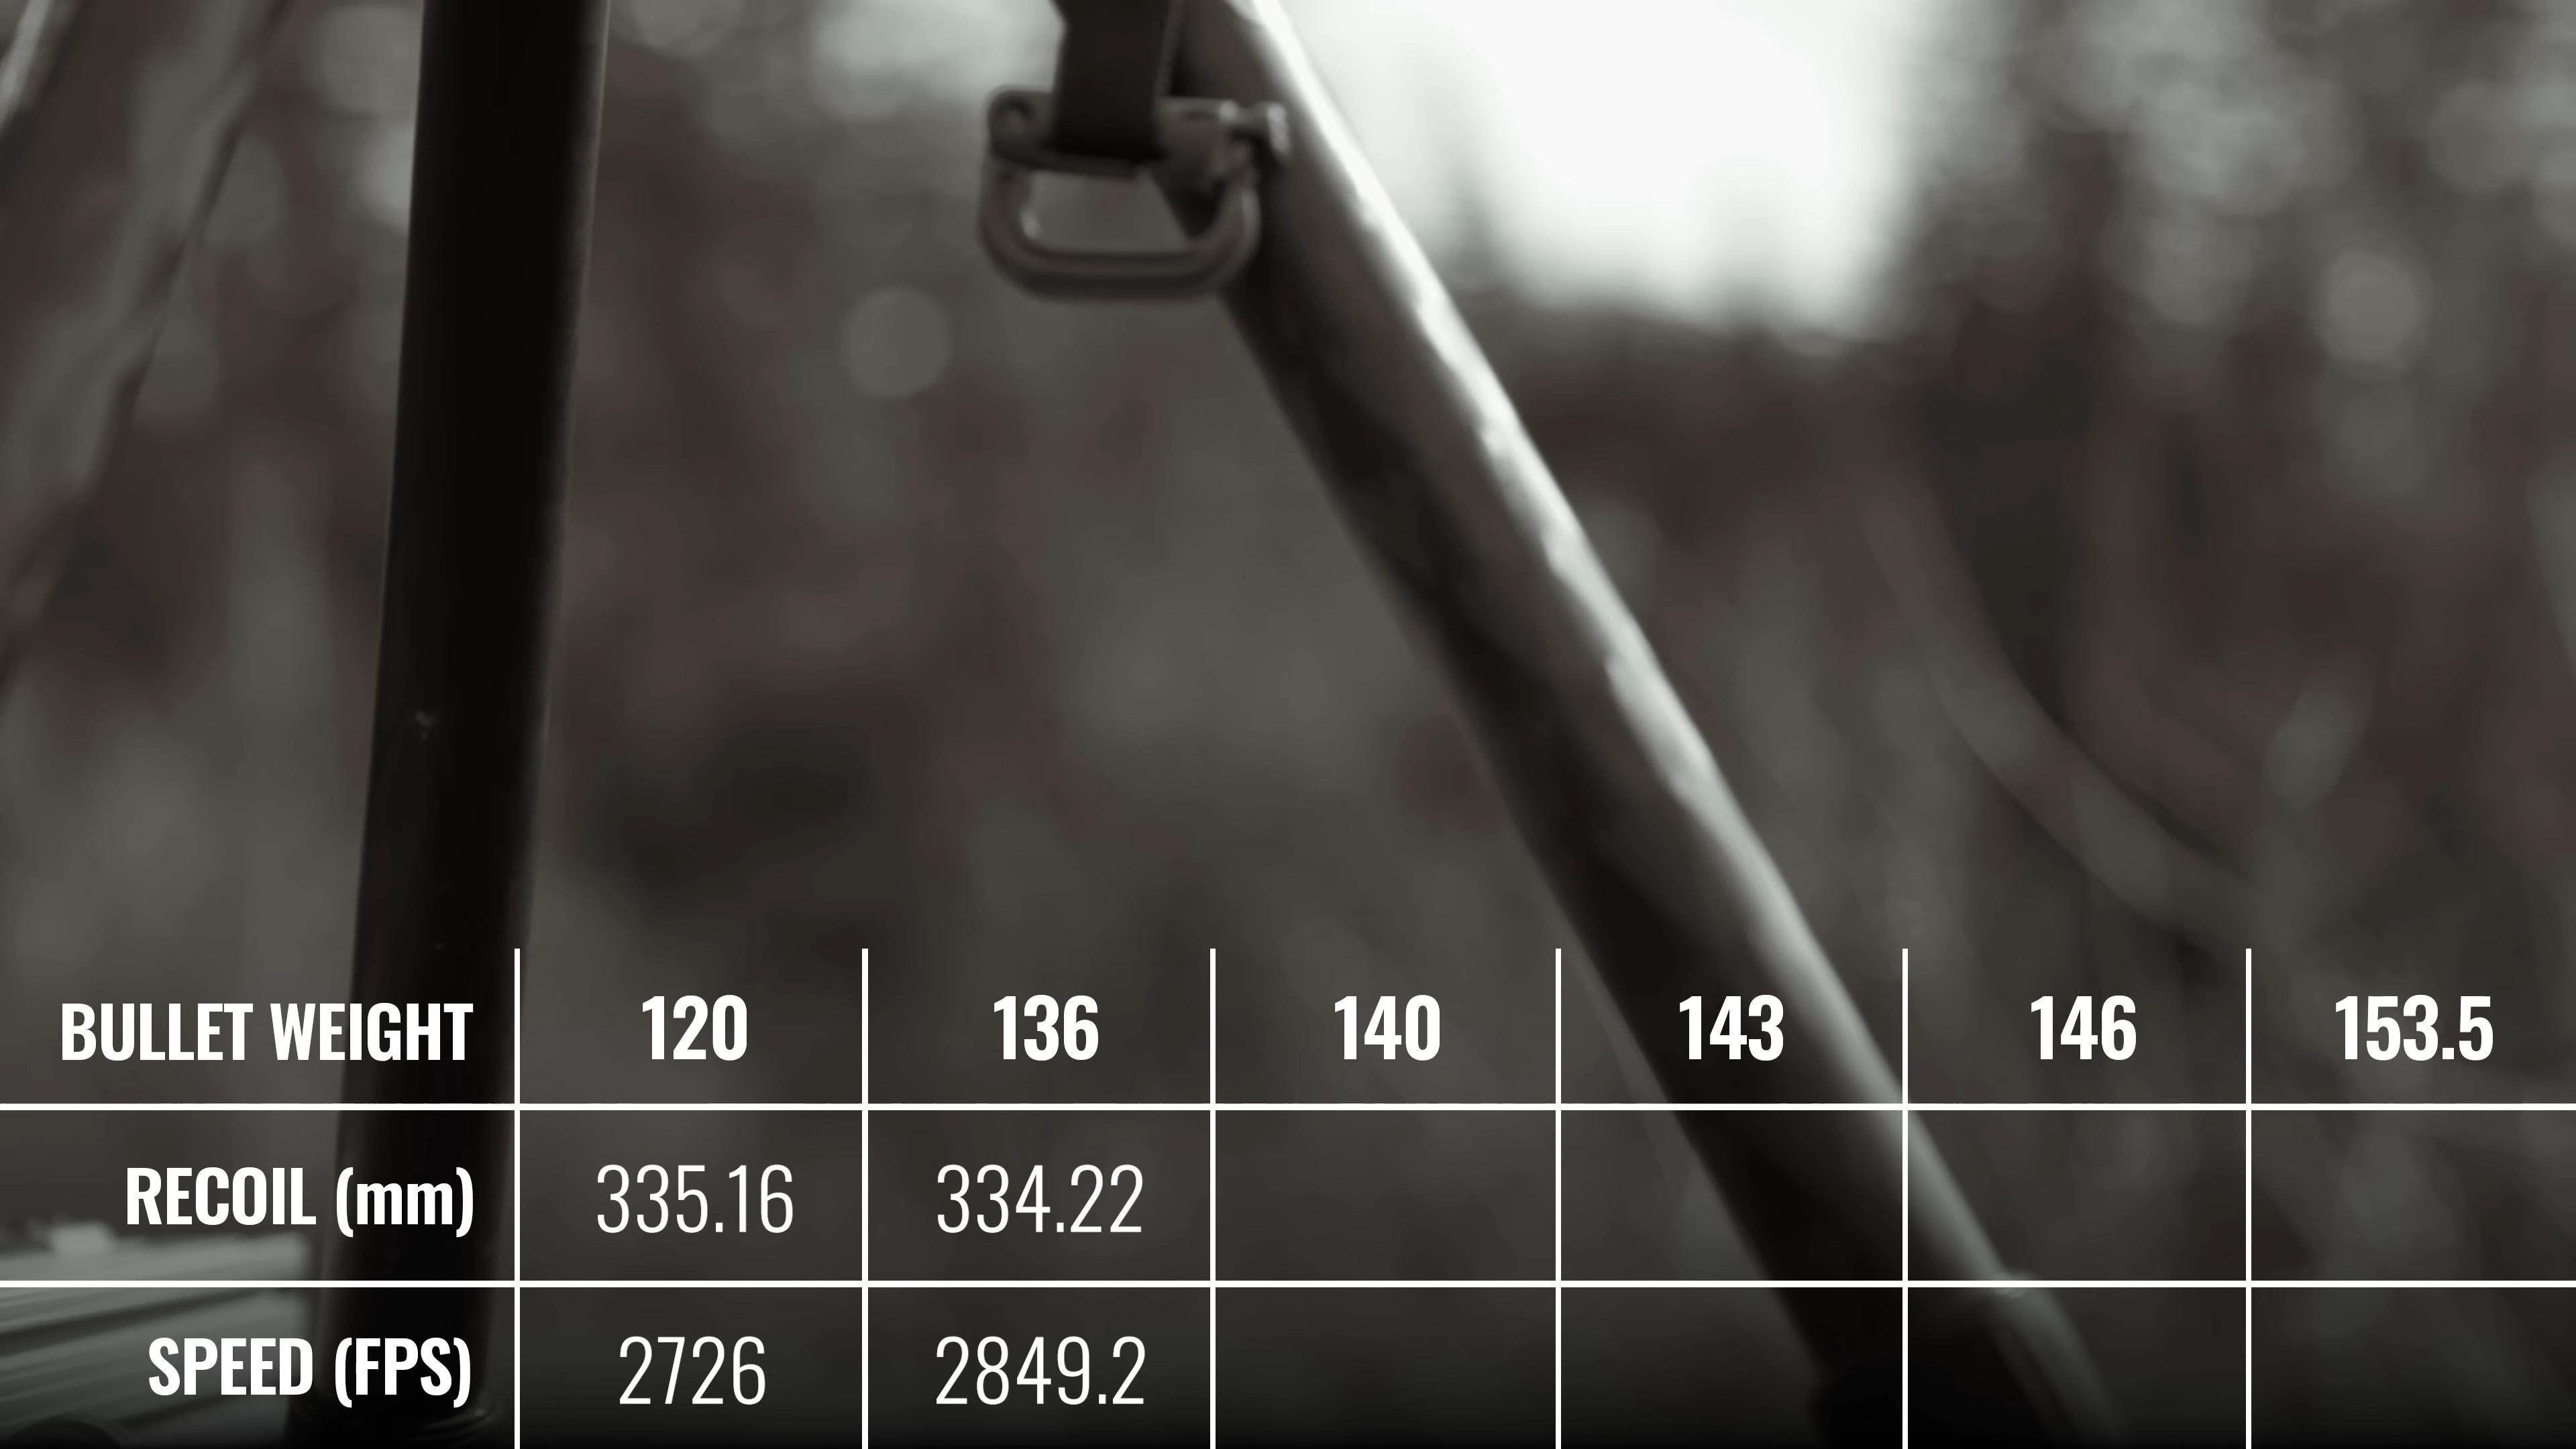 BULLET WEIGHT 120 136 140 143 146 153.5
RECOIL (mm) 335.16 334.22
SPEED (FPS) 2726 2849.2